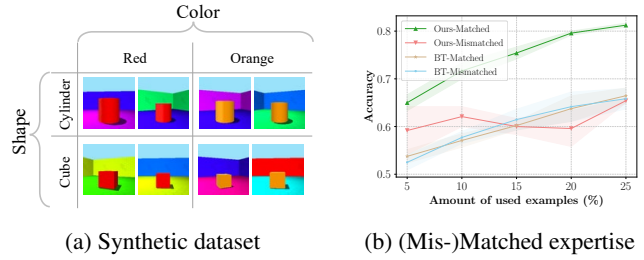 Color
Red
Orange
Shape
Cylinder
Cube
(a) Synthetic dataset
Ours-Matched
Ours-Mismatched
BT-Matched
BT-Mismatched
Accuracy
0.8
0.7
0.6
0.5
5
10
15
20
25
Amount of used examples (%)
(b) (Mis-)Matched expertise